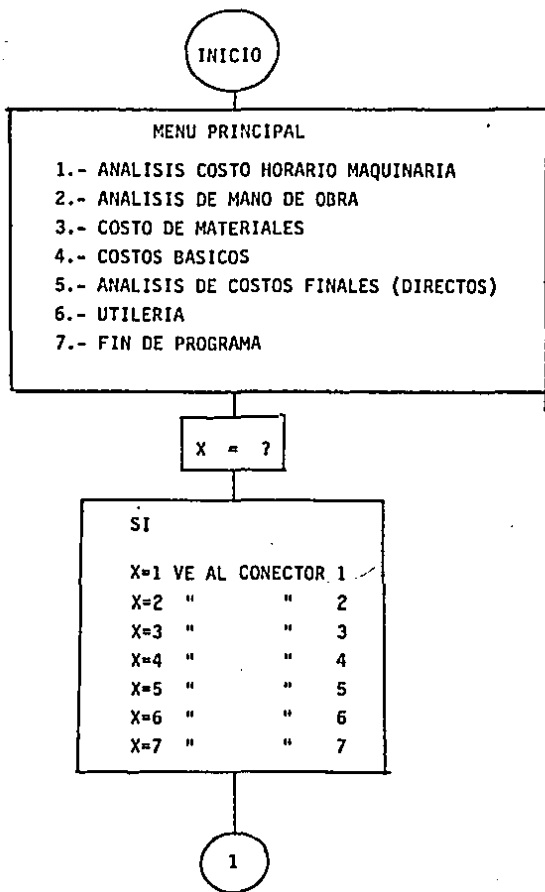 INICIO
MENU PRINCIPAL
1.- ANALISIS COSTO HORARIO MAQUINARIA
2.- ANALISIS DE MANO DE OBRA
3.- COSTO DE MATERIALES
4.- COSTOS BASICOS
5.- ANALISIS DE COSTOS FINALES (DIRECTOS)
6.- UTILERIA
7.- FIN DE PROGRAMA
X = ?
SI
X=1 VE AL CONECTOR 1
X=2 " " 2
X=3 " " 3
X=4 " " 4
X=5 " " 5
X=6 " " 6
X=7 " " 7
1